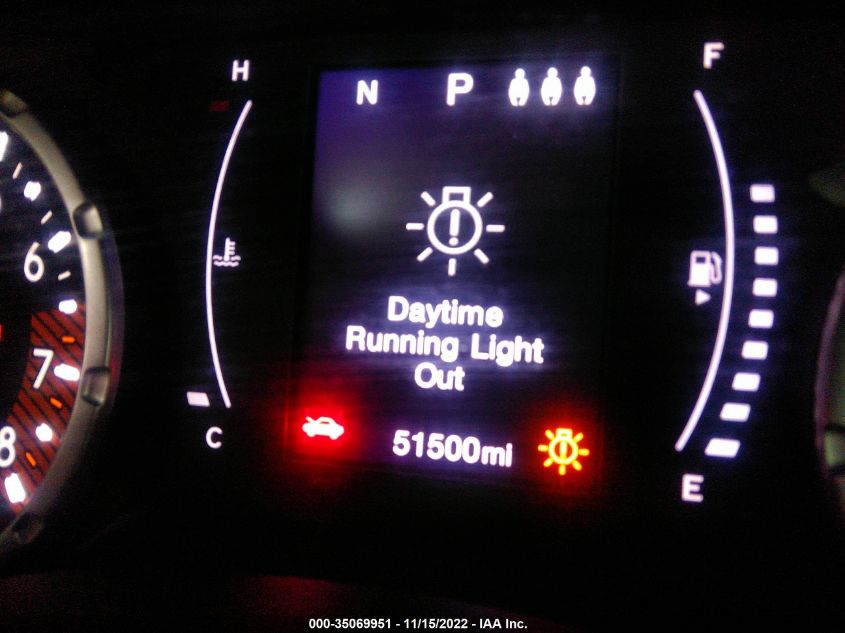 H
F
N P
6
Daytime
Running Light
Out
7
8
C
51500mi
E
000-35069951 - 11/15/2022 - IAA Inc.